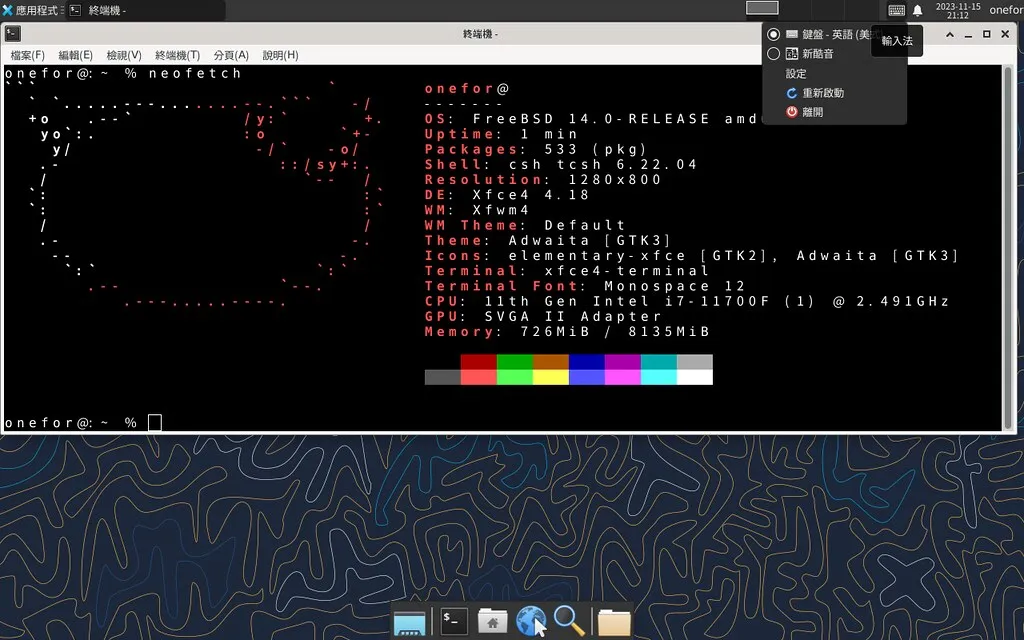 應用程式
終端機 -
2023-11-15
21:12
onefor
終端機 -
檔案(F) 編輯(E) 檢視(V) 終端機(T) 分頁(A) 說明(H)
鍵盤 - 英語 (美式
輸入法
新酷音
設定
重新啟動
離開
onefor@:~ % neofetch
onefor@
-------
OS: FreeBSD 14.0-RELEASE amd
Uptime: 1 min
Packages: 533 (pkg)
Shell: csh tcsh 6.22.04
Resolution: 1280x800
DE: Xfce4 4.18
WM: Xfwm4
WM Theme: Default
Theme: Adwaita [GTK3]
Icons: elementary-xfce [GTK2], Adwaita [GTK3]
Terminal: xfce4-terminal
Terminal Font: Monospace 12
CPU: 11th Gen Intel i7-11700F (1) @ 2.491GHz
GPU: SVGA II Adapter
Memory: 726MiB / 8135MiB
onefor@:~ %